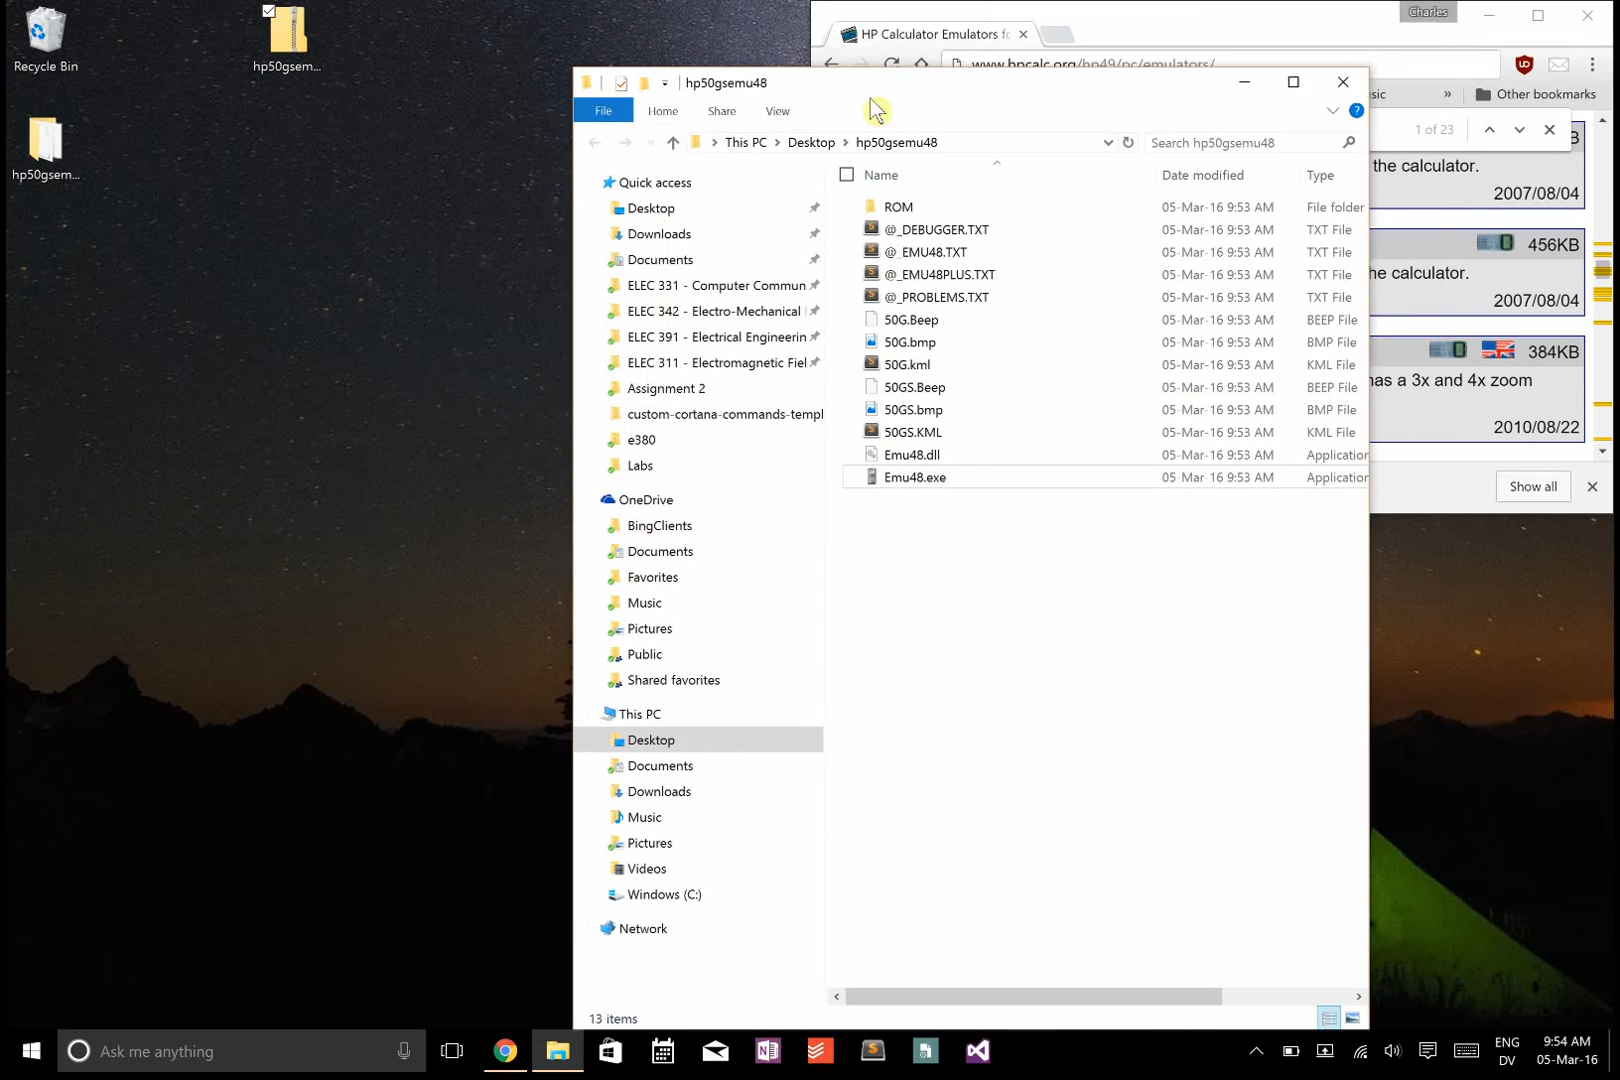 Recycle Bin
hp50gsem...
hp50gsem...
Charles
HP Calculator Emulators fo
www.hpcalc.org/hp49/pc/emulators/
sic
»
Other bookmarks
1 of 23
the calculator.
2007/08/04
456KB
he calculator.
2007/08/04
384KB
has a 3x and 4x zoom
2010/08/22
Show all
hp50gsemu48
File
Home
Share
View
This PC
Desktop
hp50gsemu48
Search hp50gsemu48
Quick access
Desktop
Downloads
Documents
ELEC 331 - Computer Commun
ELEC 342 - Electro-Mechanical
ELEC 391 - Electrical Engineerin
ELEC 311 - Electromagnetic Fiel
Assignment 2
custom-cortana-commands-templ
e380
Labs
OneDrive
BingClients
Documents
Favorites
Music
Pictures
Public
Shared favorites
This PC
Desktop
Documents
Downloads
Music
Pictures
Videos
Windows (C:)
Network
Name Date modified Type
ROM 05-Mar-16 9:53 AM File folder
@_DEBUGGER.TXT 05-Mar-16 9:53 AM TXT File
@_EMU48.TXT 05-Mar-16 9:53 AM TXT File
@_EMU48PLUS.TXT 05-Mar-16 9:53 AM TXT File
@_PROBLEMS.TXT 05-Mar-16 9:53 AM TXT File
50G.Beep 05-Mar-16 9:53 AM BEEP File
50G.bmp 05-Mar-16 9:53 AM BMP File
50G.kml 05-Mar-16 9:53 AM KML File
50GS.Beep 05-Mar-16 9:53 AM BEEP File
50GS.bmp 05-Mar-16 9:53 AM BMP File
50GS.KML 05-Mar-16 9:53 AM KML File
Emu48.dll 05-Mar-16 9:53 AM Application
Emu48.exe 05-Mar-16 9:53 AM Application
13 items
Ask me anything
ENG
DV
9:54 AM
05-Mar-16